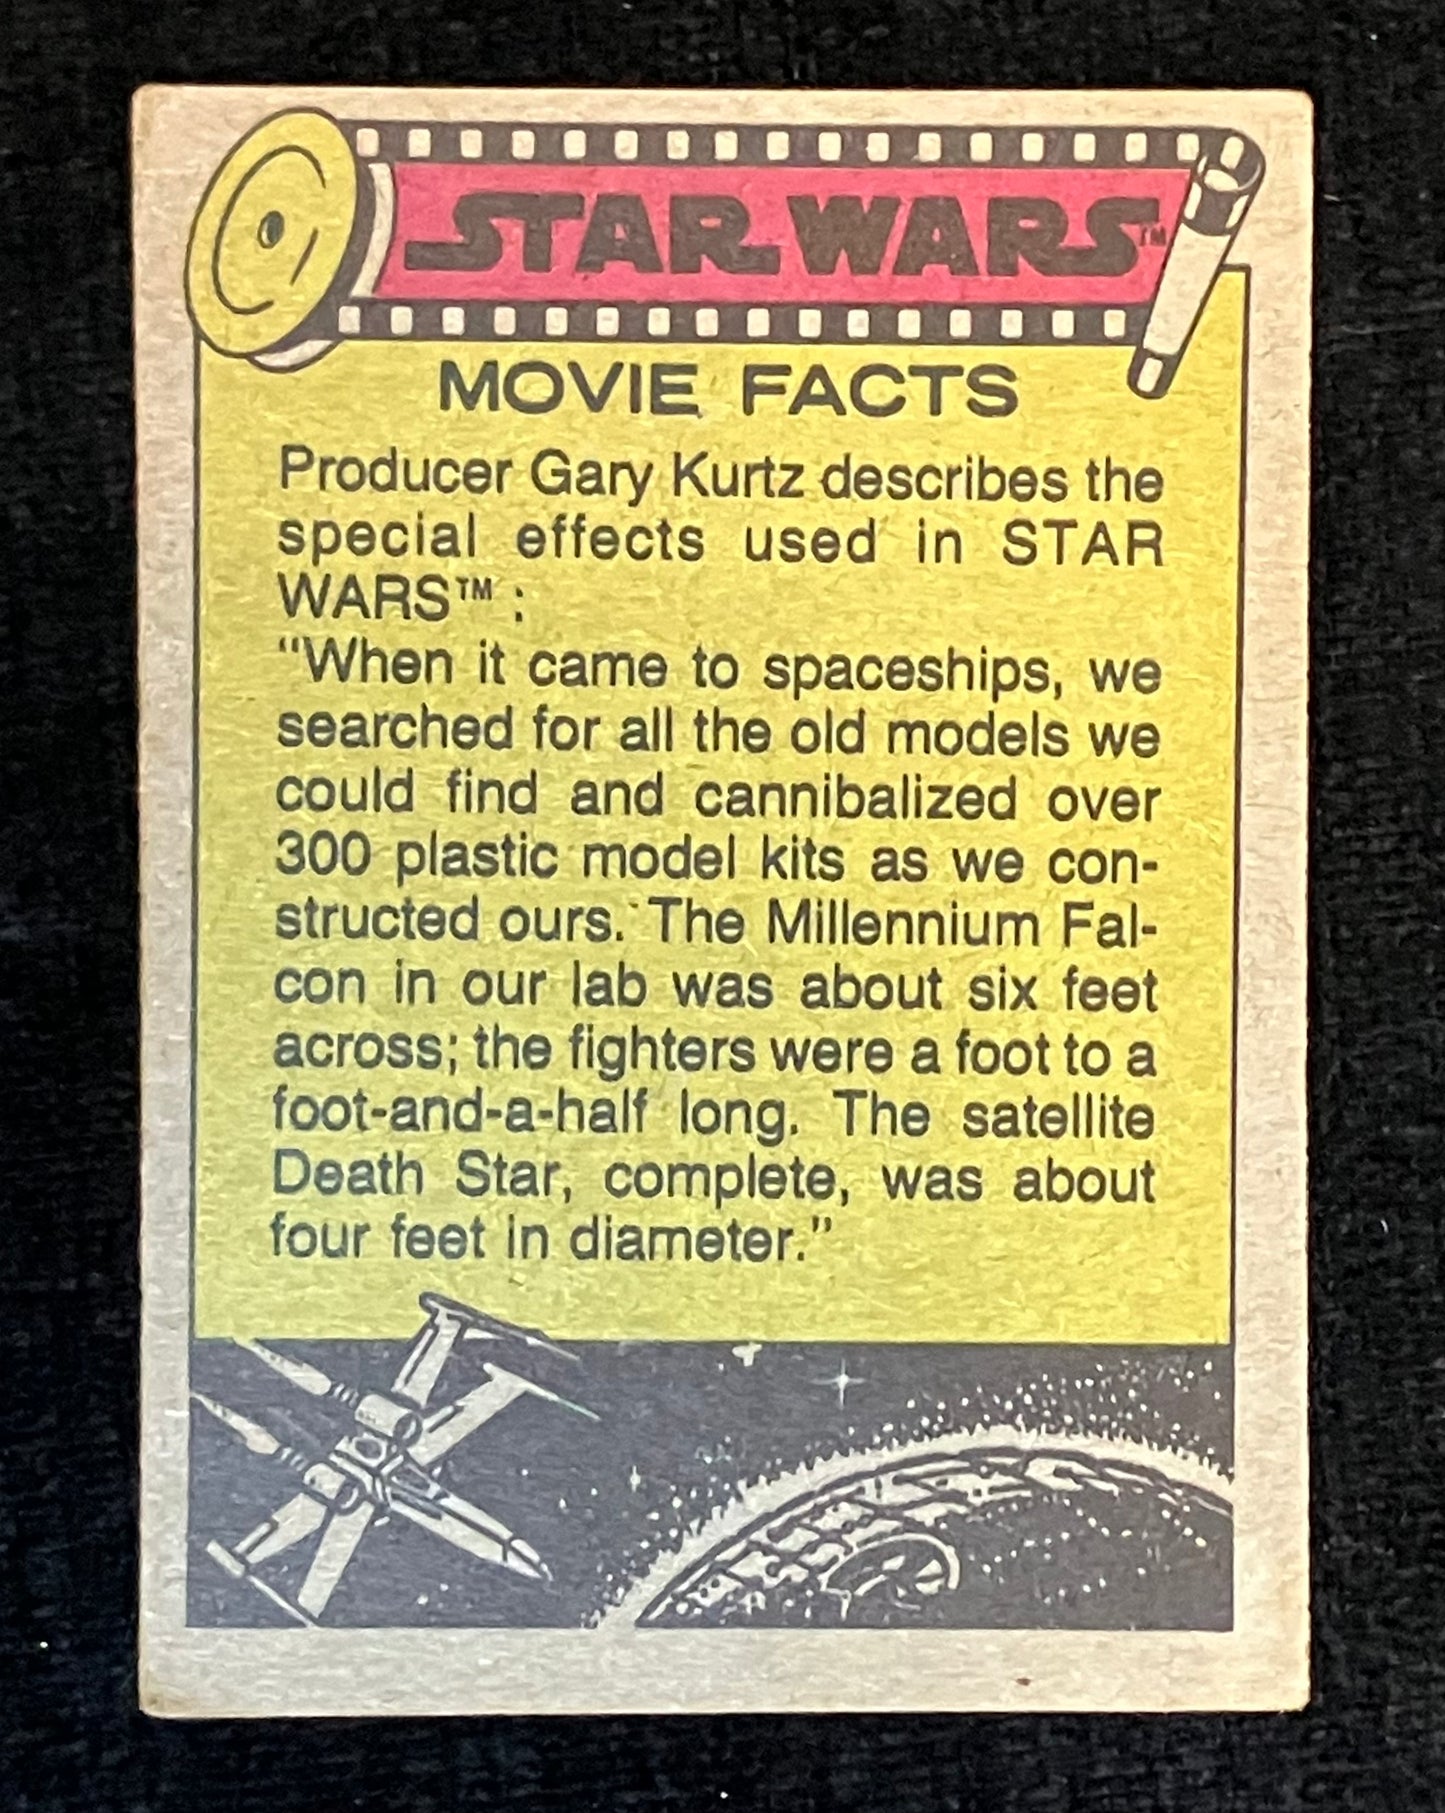 STAR WARS™
MOVIE FACTS
Producer Gary Kurtz describes the
special effects used in STAR
WARS™ :
"When it came to spaceships, we
searched for all the old models we
could find and cannibalized over
300 plastic model kits as we con-
structed ours. The Millennium Fal-
con in our lab was about six feet
across; the fighters were a foot to a
foot-and-a-half long. The satellite
Death Star, complete, was about
four feet in diameter."